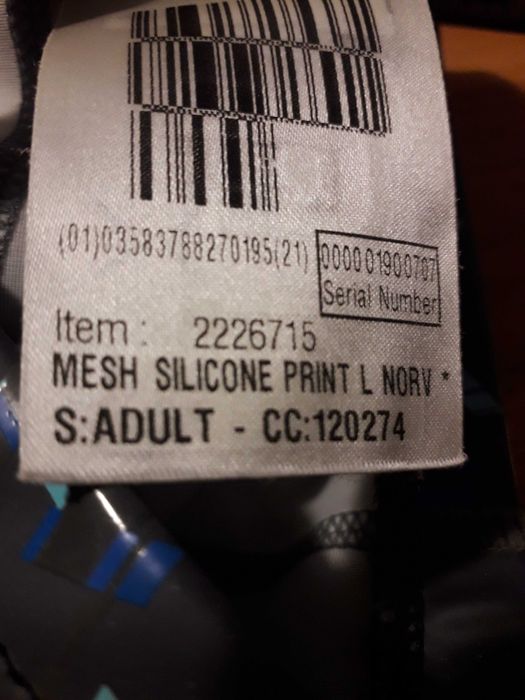 (01)03583788270195(21)
000001900707
Serial Number
Item : 2226715
MESH SILICONE PRINT L NORV *
S:ADULT - CC:120274